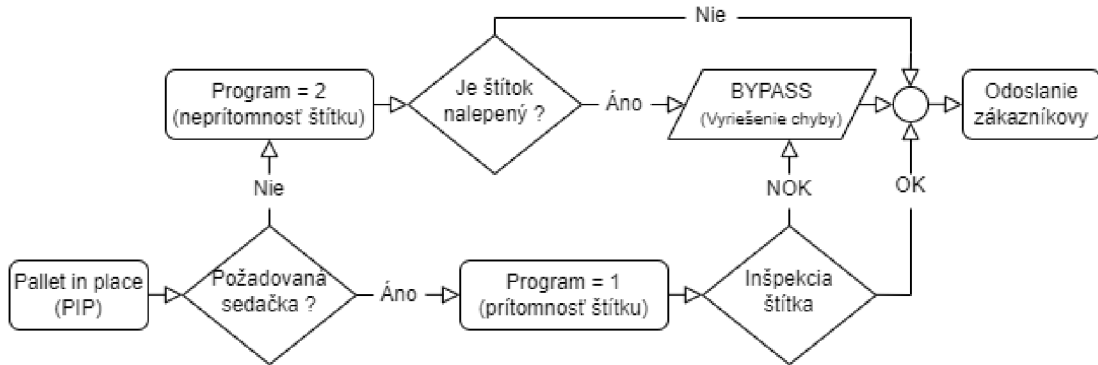 Nie
Program = 2
(neprítomnosť štítku)
Je štítok
nalepený ?
Áno
BYPASS
(Vyriešenie chyby)
Odoslanie
zákazníkovy
Nie
NOK
OK
Pallet in place
(PIP)
Požadovaná
sedačka ?
Áno
Program = 1
(prítomnosť štítku)
Inšpekcia
štítka